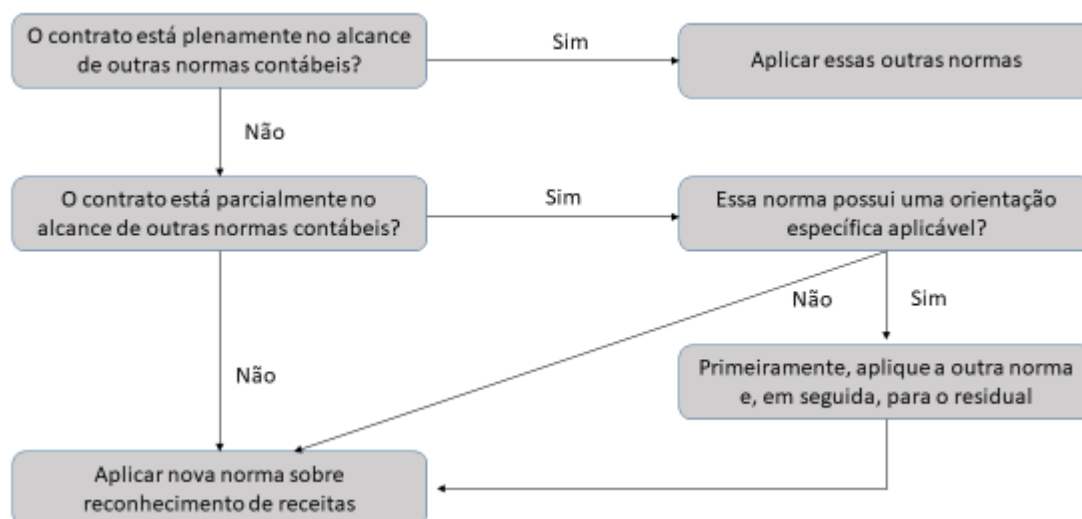 O contrato está plenamente no alcance
de outras normas contábeis?
Sim
Aplicar essas outras normas
Não
O contrato está parcialmente no
alcance de outras normas contábeis?
Sim
Essa norma possui uma orientação
específica aplicável?
Não
Sim
Primeiramente, aplique a outra norma
e, em seguida, para o residual
Não
Aplicar nova norma sobre
reconhecimento de receitas